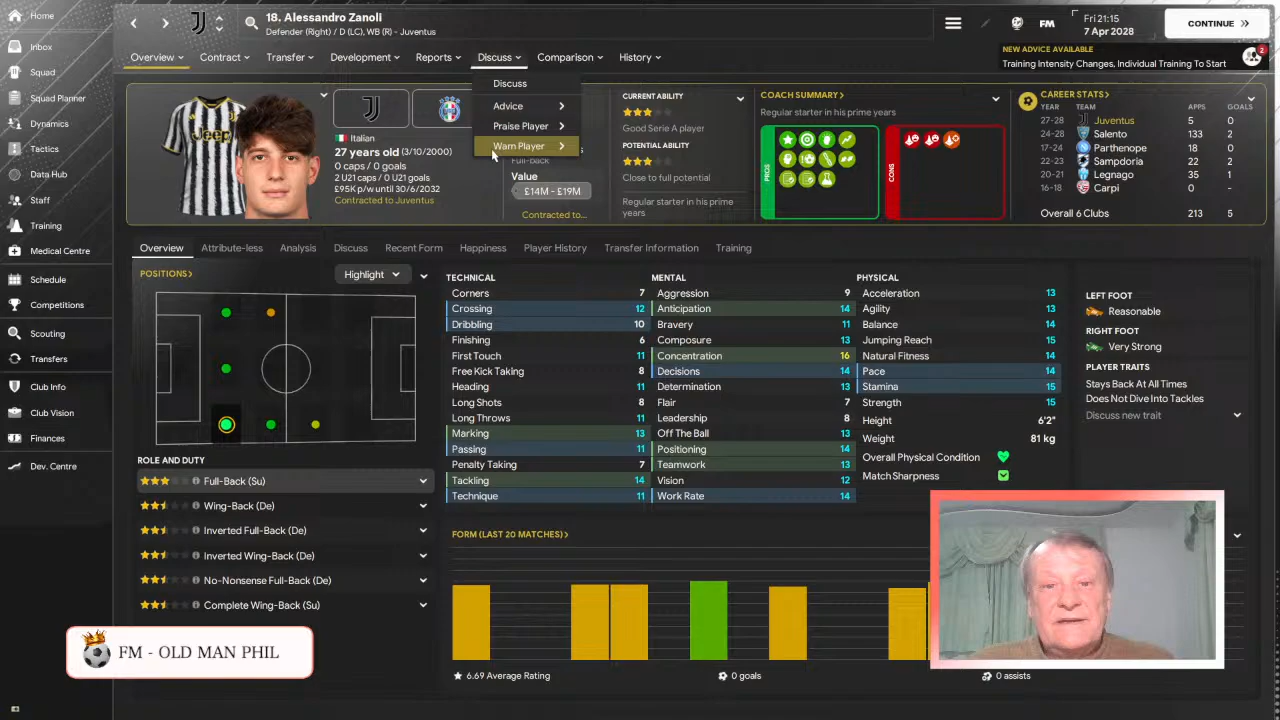 Home
Inbox
Squad
Squad Planner
Dynamics
Tactics
Data Hub
Staff
Training
Medical Centre
Schedule
Competitions
Scouting
Transfers
Club Info
Club Vision
Finances
Dev. Centre
18. Alessandro Zanoli
Defender (Right) / D (LC), WB (R) - Juventus
FM
Fri 21:15
7 Apr 2028
CONTINUE
NEW ADVICE AVAILABLE
Training Intensity Changes, Individual Training To Start
2
Overview
Contract
Transfer
Development
Reports
Discuss
Comparison
History
Discuss
Advice
Praise Player
Warn Player
Jeep
Italian
27 years old (3/10/2000)
0 caps / 0 goals
2 U21 caps / 0 U21 goals
£95K p/w until 30/6/2032
Contracted to Juventus
Full-Back
Value
£14M - £19M
Contracted to...
CURRENT ABILITY
Good Serie A player
POTENTIAL ABILITY
Close to full potential
Regular starter in his prime
years
COACH SUMMARY
Regular starter in his prime years
PROS
CONS
CAREER STATS
YEAR TEAM APPS GOALS
27-28 Juventus 5 0
24-28 Salento 133 2
17-24 Parthenope 18 0
22-23 Sampdoria 22 2
20-21 Legnago 35 1
16-18 Carpi - -
Overall 6 Clubs 213 5
Overview
Attribute-less
Analysis
Discuss
Recent Form
Happiness
Player History
Transfer Information
Training
POSITIONS
Highlight
ROLE AND DUTY
Full-Back (Su)
Wing-Back (De)
Inverted Full-Back (De)
Inverted Wing-Back (De)
No-Nonsense Full-Back (De)
Complete Wing-Back (Su)
TECHNICAL
Corners 7
Crossing 12
Dribbling 10
Finishing 6
First Touch 11
Free Kick Taking 8
Heading 11
Long Shots 8
Long Throws 11
Marking 13
Passing 11
Penalty Taking 7
Tackling 14
Technique 11
MENTAL
Aggression 9
Anticipation 14
Bravery 11
Composure 13
Concentration 16
Decisions 14
Determination 13
Flair 7
Leadership 8
Off The Ball 13
Positioning 14
Teamwork 13
Vision 12
Work Rate 14
PHYSICAL
Acceleration 13
Agility 13
Balance 14
Jumping Reach 15
Natural Fitness 14
Pace 14
Stamina 15
Strength 15
Height 6'2"
Weight 81 kg
Overall Physical Condition
Match Sharpness
LEFT FOOT
Reasonable
RIGHT FOOT
Very Strong
PLAYER TRAITS
Stays Back At All Times
Does Not Dive Into Tackles
Discuss new trait
FORM (LAST 20 MATCHES)
6.69 Average Rating
0 goals
0 assists
FM - OLD MAN PHIL